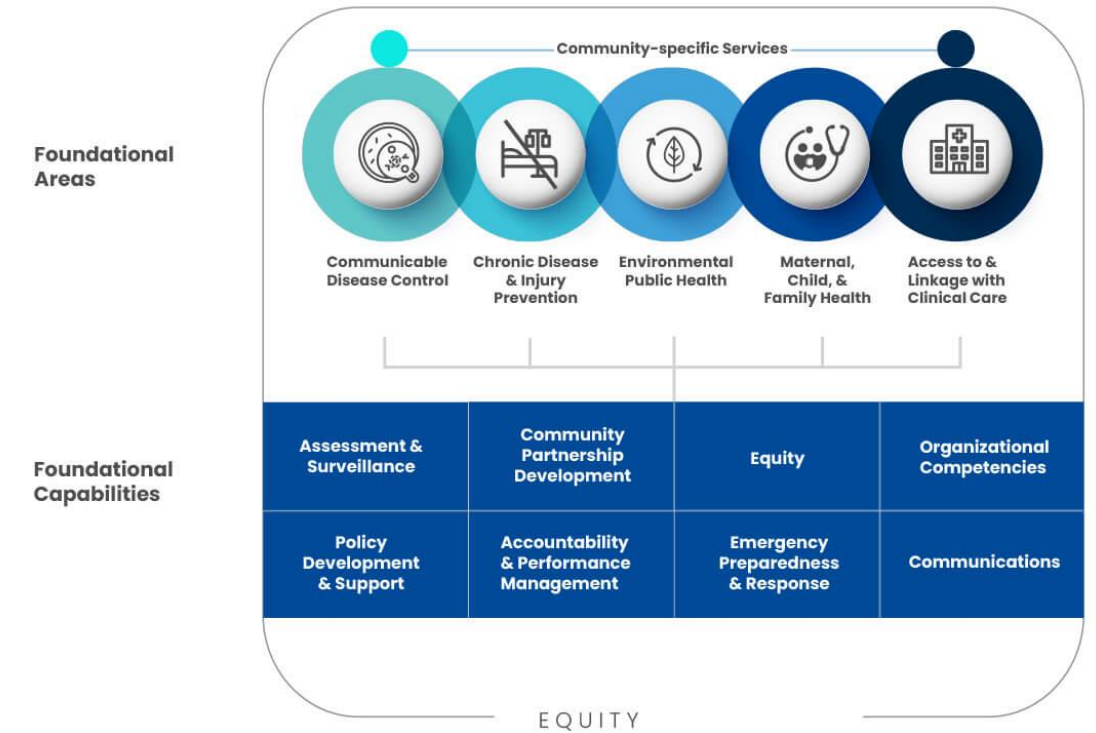 Community-specific Services
Foundational
Areas
Communicable
Disease Control
Chronic Disease
& Injury
Prevention
Environmental
Public Health
Maternal,
Child, &
Family Health
Access to &
Linkage with
Clinical Care
Foundational
Capabilities
Assessment &
Surveillance
Community
Partnership
Development
Equity
Organizational
Competencies
Policy
Development
& Support
Accountability
& Performance
Management
Emergency
Preparedness
& Response
Communications
EQUITY